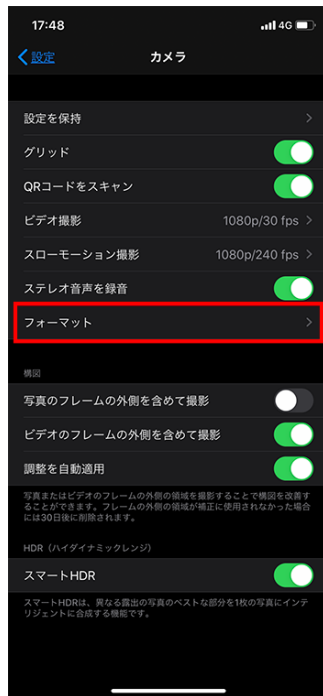 17:48 4G
設定 カメラ
設定を保持
グリッド
QRコードをスキャン
ビデオ撮影 1080p/30 fps
スローモーション撮影 1080p/240 fps
ステレオ音声を録音
フォーマット
構図
写真のフレームの外側を含めて撮影
ビデオのフレームの外側を含めて撮影
調整を自動適用
写真またはビデオのフレームの外側の領域を撮影することで構図を改善す
ることができます。フレームの外側の領域が補正に使用されなかった場合
には30日後に削除されます。
HDR（ハイダイナミックレンジ）
スマートHDR
スマートHDRは、異なる露出の写真のベストな部分を1枚の写真にインテ
リジェントに合成する機能です。